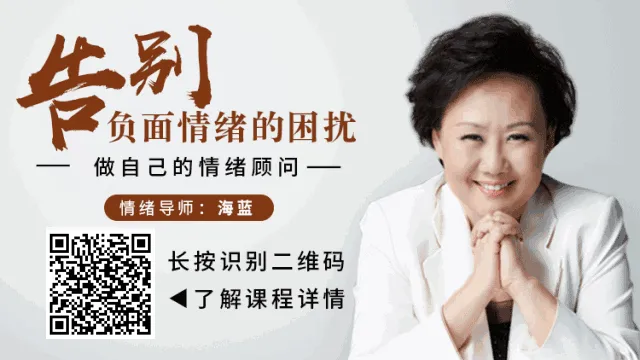 告别
负面情绪的困扰
做自己的情绪顾问
情绪导师：海蓝
长按识别二维码
◀了解课程详情